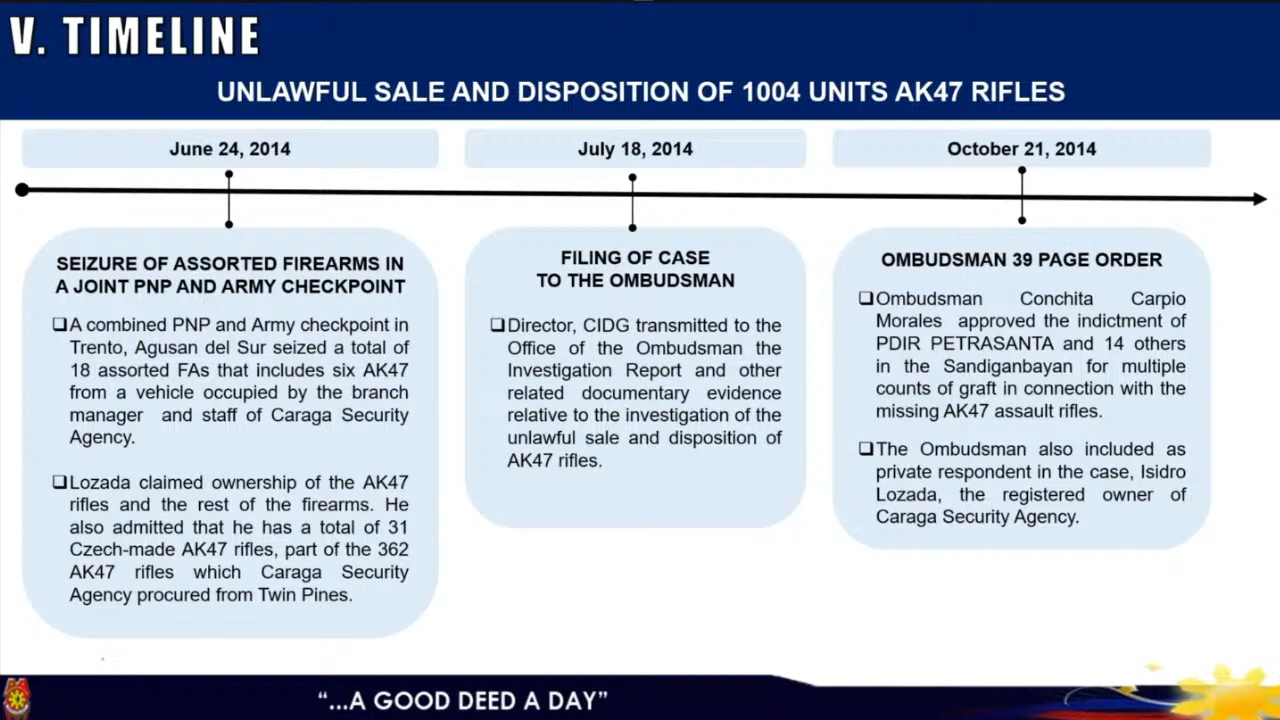 V. TIMELINE
UNLAWFUL SALE AND DISPOSITION OF 1004 UNITS AK47 RIFLES
June 24, 2014
SEIZURE OF ASSORTED FIREARMS IN
A JOINT PNP AND ARMY CHECKPOINT
❑A combined PNP and Army checkpoint in
Trento, Agusan del Sur seized a total of
18 assorted FAs that includes six AK47
from a vehicle occupied by the branch
manager and staff of Caraga Security
Agency.
❑Lozada claimed ownership of the AK47
rifles and the rest of the firearms. He
also admitted that he has a total of 31
Czech-made AK47 rifles, part of the 362
AK47 rifles which Caraga Security
Agency procured from Twin Pines.
July 18, 2014
FILING OF CASE
TO THE OMBUDSMAN
❑Director, CIDG transmitted to the
Office of the Ombudsman the
Investigation Report and other
related documentary evidence
relative to the investigation of the
unlawful sale and disposition of
AK47 rifles.
October 21, 2014
OMBUDSMAN 39 PAGE ORDER
❑Ombudsman Conchita Carpio
Morales approved the indictment of
PDIR PETRASANTA and 14 others
in the Sandiganbayan for multiple
counts of graft in connection with the
missing AK47 assault rifles.
❑The Ombudsman also included as
private respondent in the case, Isidro
Lozada, the registered owner of
Caraga Security Agency.
“...A GOOD DEED A DAY”